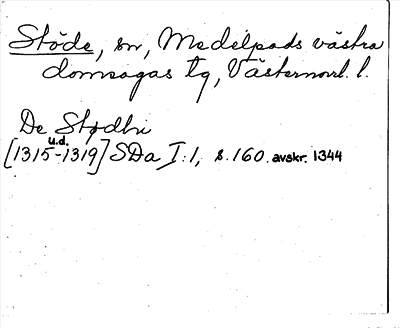 Stöde, sn, Medelpads västra
domsagas tg, Västernorrl. l.
De Stødhi
u.d.
[1315-1319] SDa I:1, s. 160. avskr. 1344